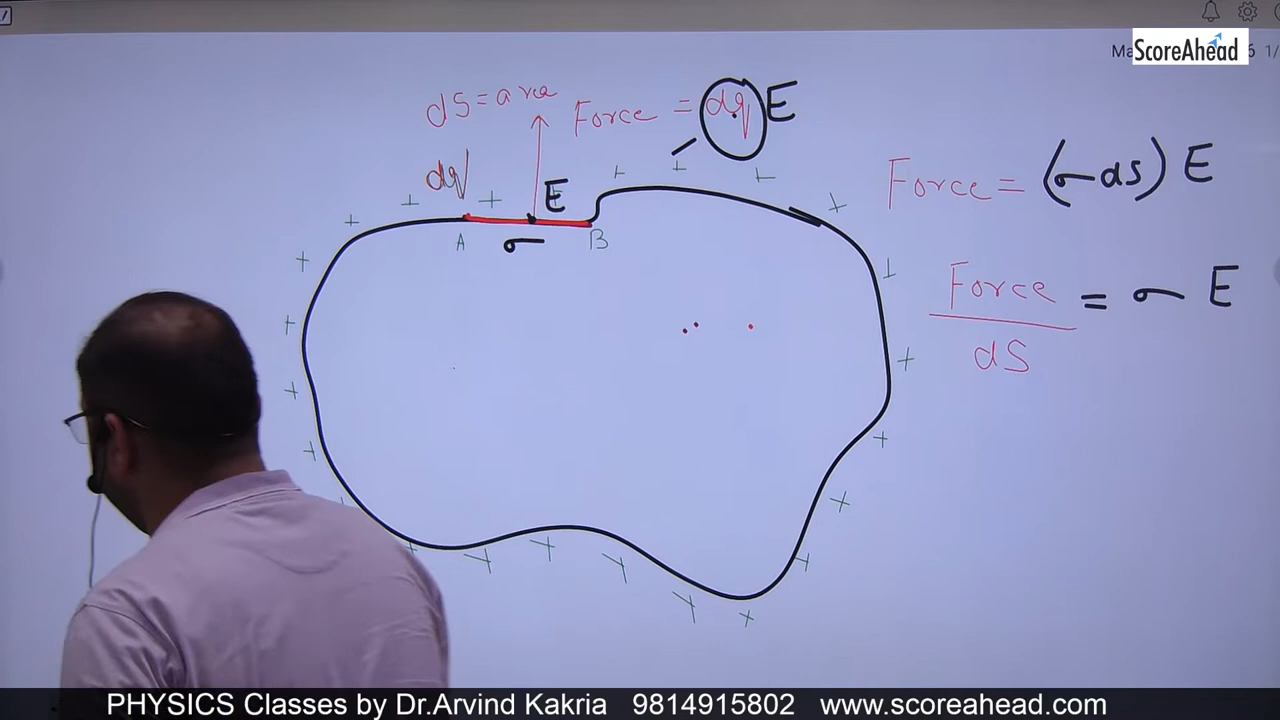 ScoreAhead
dS = area
Force = dq E
dq
E
A
B
σ
Force = (σ dS) E
Force / dS = σ E
PHYSICS Classes by Dr.Arvind Kakria 9814915802 www.scoreahead.com